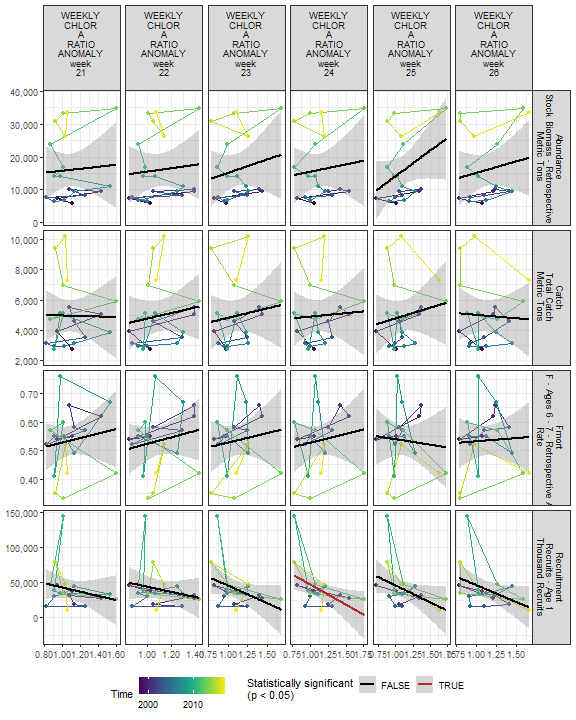 WEEKLY CHLOR A RATIO ANOMALY week 21
WEEKLY CHLOR A RATIO ANOMALY week 22
WEEKLY CHLOR A RATIO ANOMALY week 23
WEEKLY CHLOR A RATIO ANOMALY week 24
WEEKLY CHLOR A RATIO ANOMALY week 25
WEEKLY CHLOR A RATIO ANOMALY week 26
40,000
30,000
20,000
10,000
0
Abundance
Stock Biomass - Retrospective
Metric Tons
10,000
8,000
6,000
4,000
2,000
Catch
Total Catch
Metric Tons
0.70
0.60
0.50
0.40
Fmort
F - Ages 6 - 7 - Retrospective
Rate
150,000
100,000
50,000
0
Recruitment
Recruits - Age 1
Thousand Recruits
0.80 1.00 1.20 1.40 1.60
1.00 1.20 1.40
0.75 1.00 1.25 1.50
0.75 1.00 1.25 1.50 1.75
0.75 1.00 1.25 1.50
0.75 1.00 1.25 1.50
Time
2000 2010
Statistically significant
(p < 0.05)
FALSE TRUE